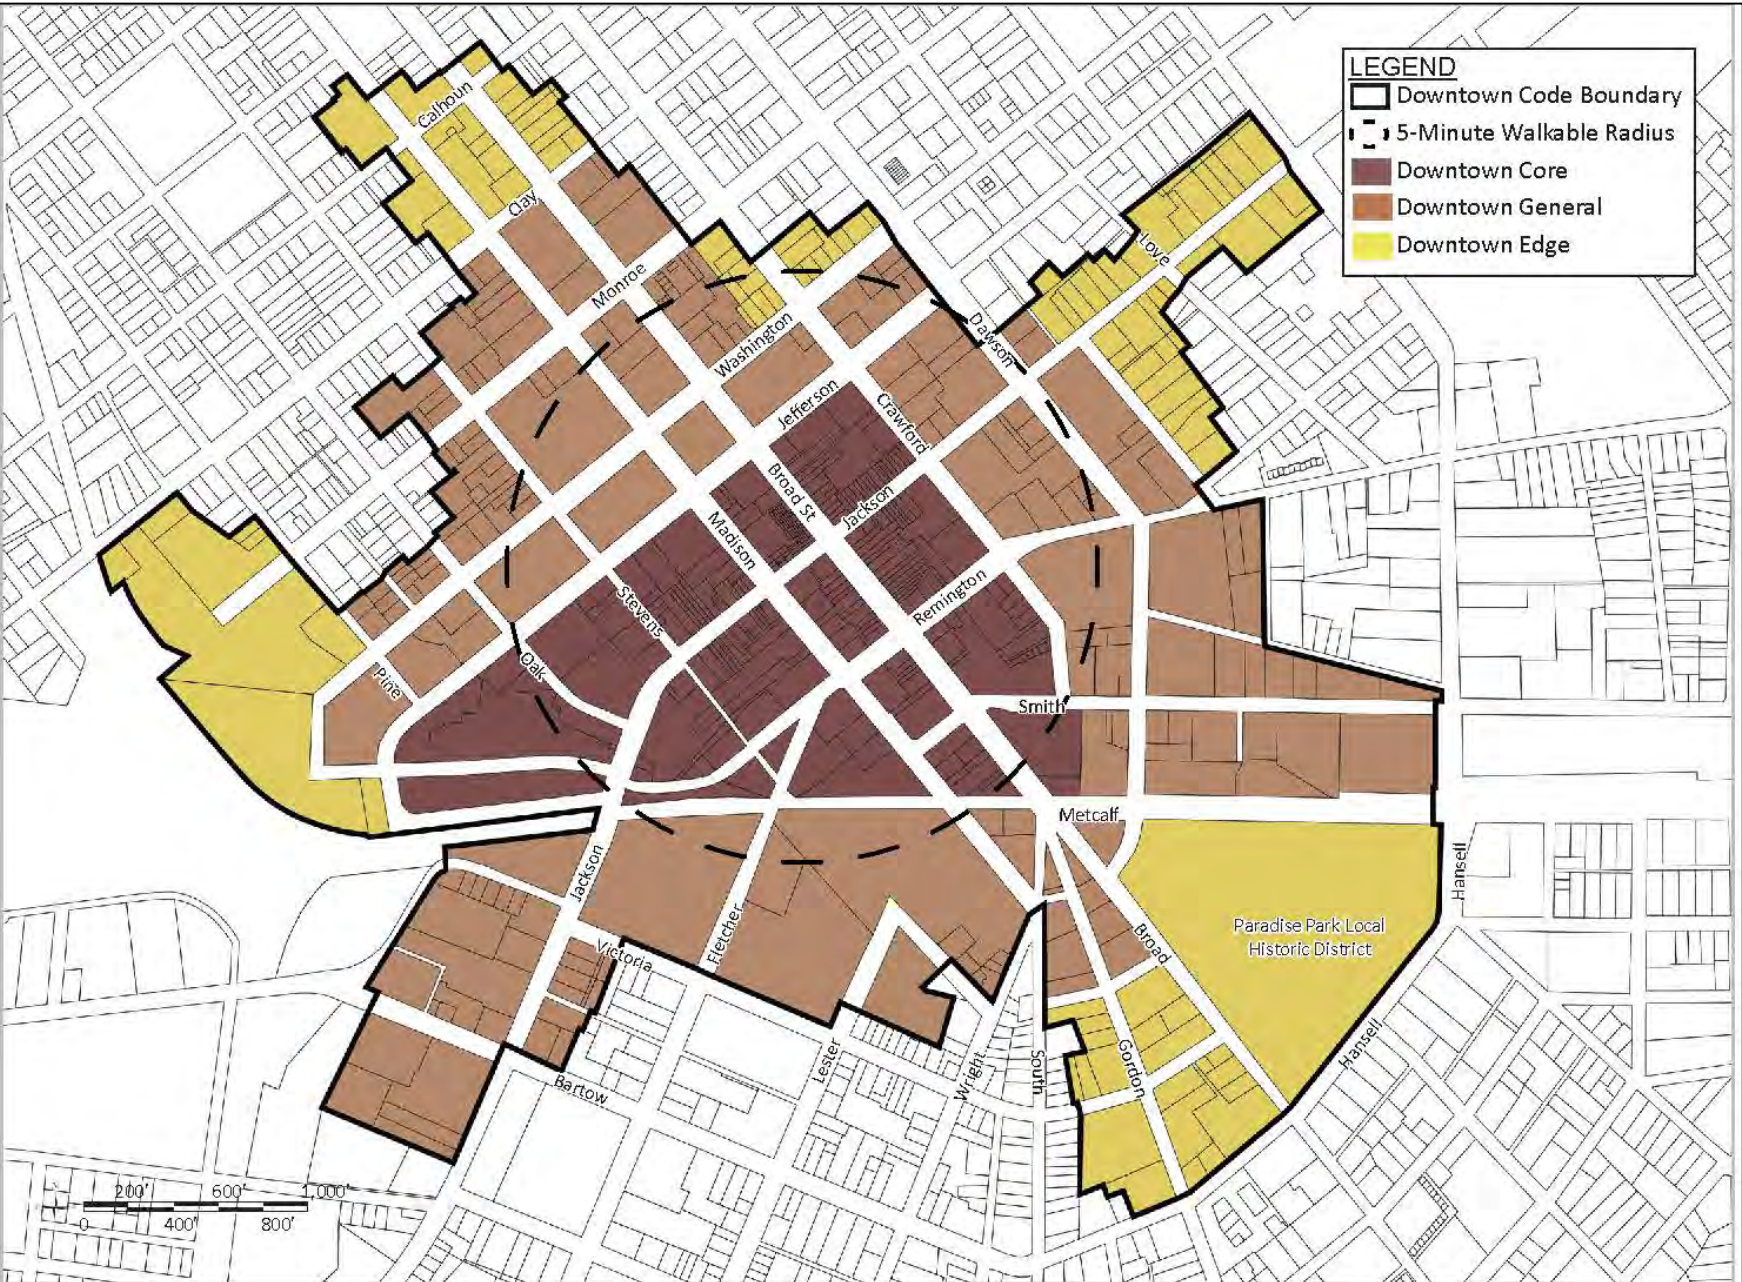 LEGEND
Downtown Code Boundary
5-Minute Walkable Radius
Downtown Core
Downtown General
Downtown Edge
Calhoun
Clay
Monroe
Washington
Jefferson
Love
Dawson
Crawford
Broad St
Jackson
Madison
Stevens
Remington
Oak
Pine
Smith
Metcalf
Hansell
Jackson
Fletcher
Victoria
Broad
Paradise Park Local
Historic District
Hansell
Gordon
Lester
Wright
South
Bartow
200'
600'
1,000'
0
400'
800'